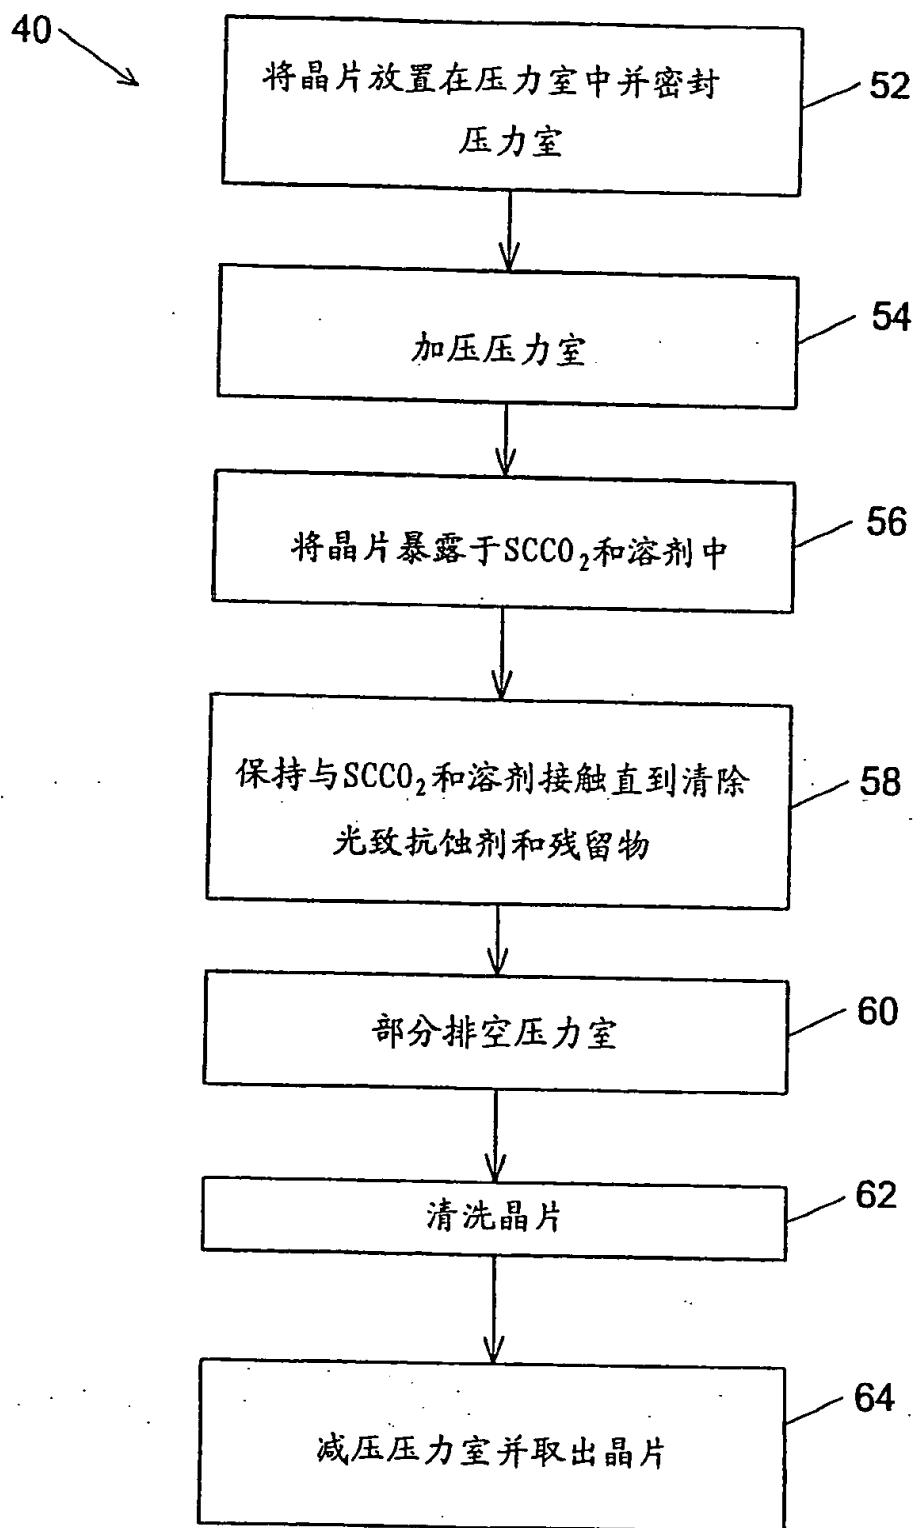 40
将晶片放置在压力室中并密封
压力室
52
加压压力室
54
将晶片暴露于SCCO₂和溶剂中
56
保持与SCCO₂和溶剂接触直到清除
光致抗蚀剂和残留物
58
部分排空压力室
60
清洗晶片
62
减压压力室并取出晶片
64